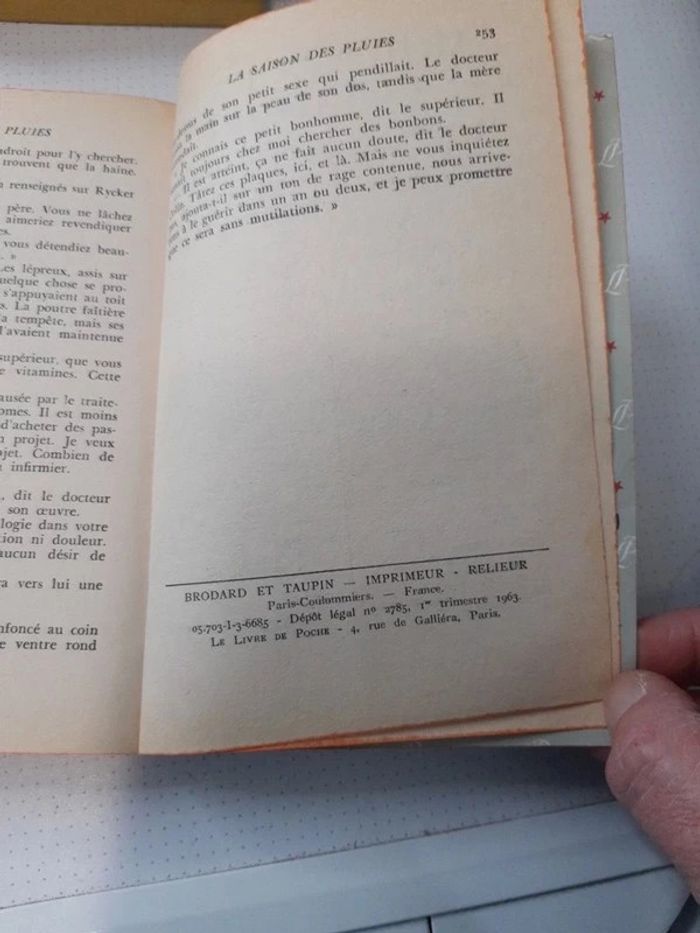 PLUIES
ndroit pour l'y chercher.
trouvent que la haine.
n renseignés sur Rycker
père. Vous ne lâchez
aimeriez revendiquer
es.
vous détendiez beau-
. »
Les lépreux, assis sur
uelque chose se pro-
s'appuyaient au toit
s. La poutre faîtière
a tempête, mais ses
l'avaient maintenue
supérieur, que vous
e vitamines. Cette
ausée par le traite-
omes. Il est moins
d'acheter des pas-
n projet. Je veux
ojet. Combien de
infirmier.
, dit le docteur
son œuvre.
logie dans votre
tion ni douleur.
aucun désir de
ra vers lui une
nfoncé au coin
e ventre rond
LA SAISON DES PLUIES 253
de son petit sexe qui pendillait. Le docteur
la main sur la peau de son dos, tandis que la mère
connais ce petit bonhomme, dit le supérieur. Il
toujours chez moi chercher des bonbons.
Il est atteint, ça ne fait aucun doute, dit le docteur
Tâtez ces plaques, ici, et là. Mais ne vous inquiétez
ajouta-t-il sur un ton de rage contenue, nous arrive-
à le guérir dans un an ou deux, et je peux promettre
que ce sera sans mutilations. »
BRODARD ET TAUPIN — IMPRIMEUR - RELIEUR
Paris-Coulommiers. — France.
05.703-I-3-6685 - Dépôt légal nº 2785, 1er trimestre 1963.
LE LIVRE DE POCHE - 4, rue de Galliéra, Paris.